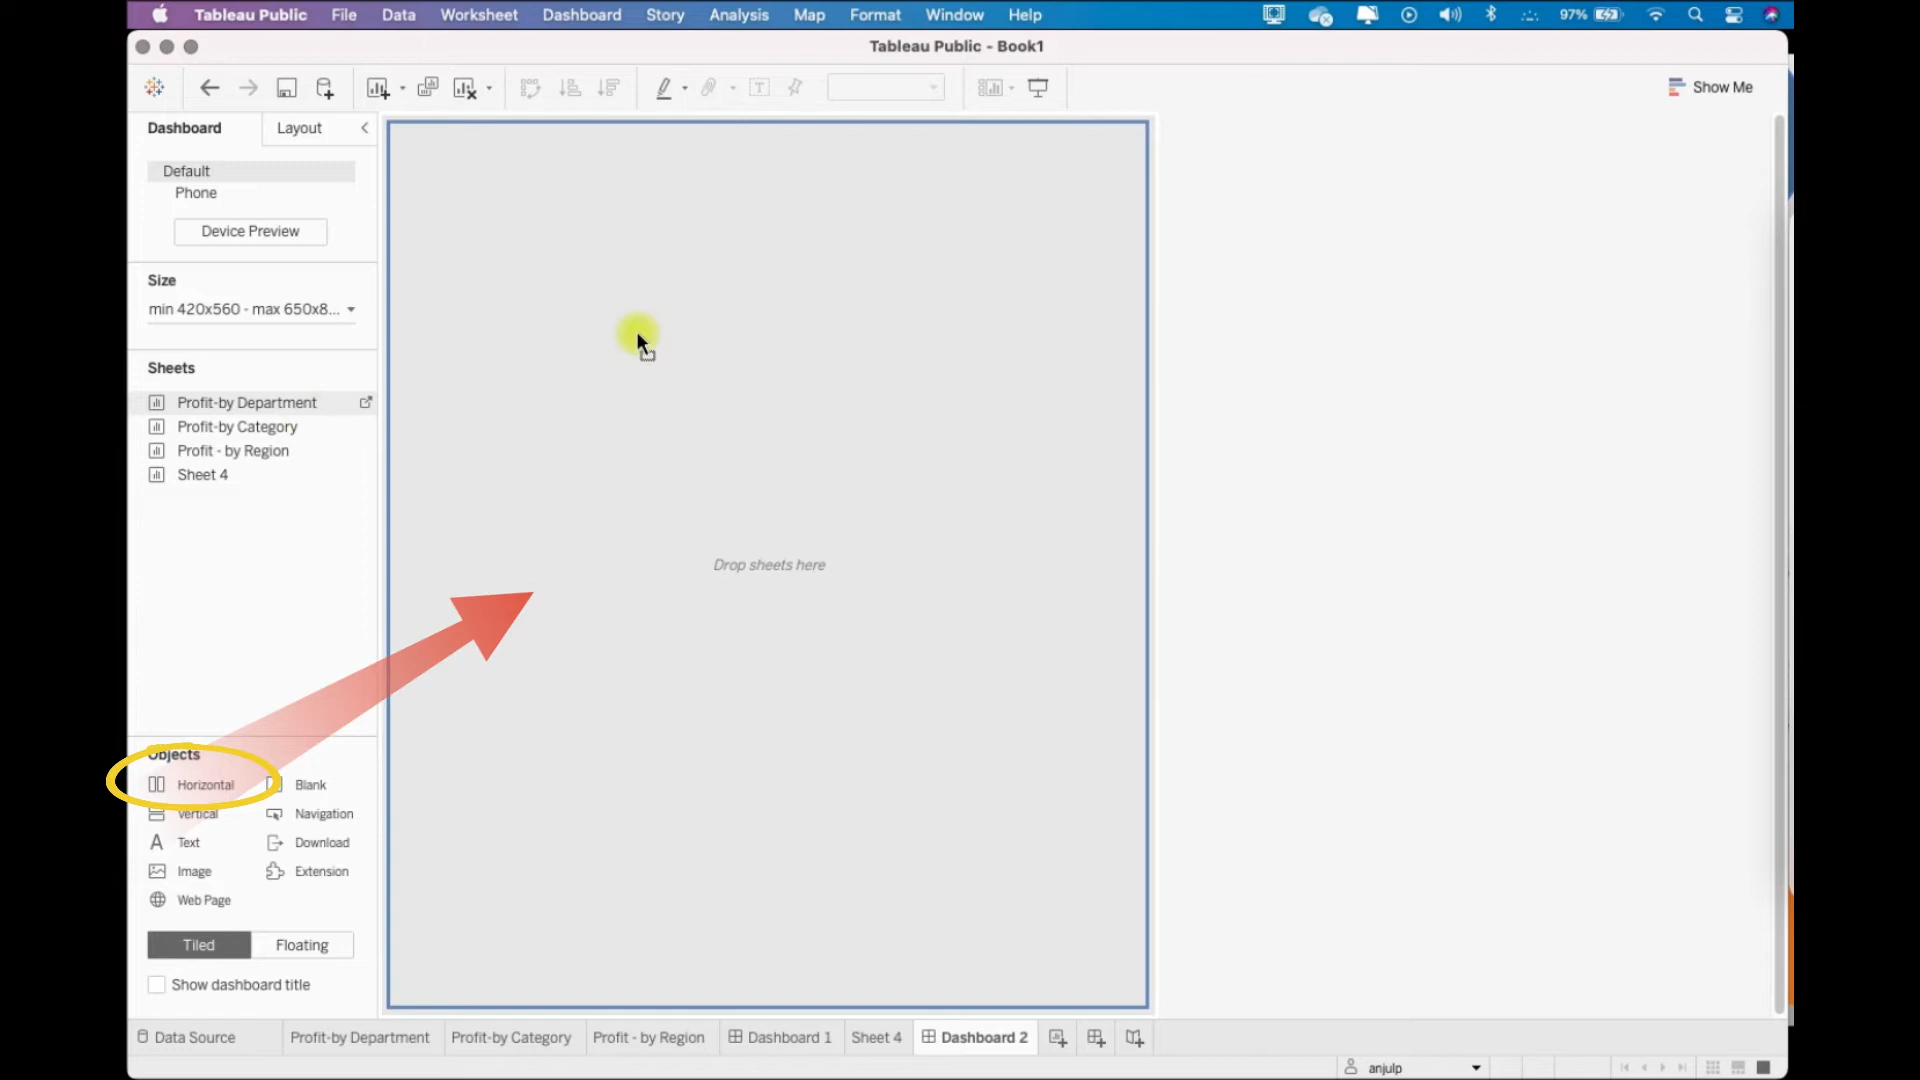 Tableau Public File Data Worksheet Dashboard Story Analysis Map Format Window Help 97%
Tableau Public - Book1
Show Me
Dashboard Layout
Default
Phone
Device Preview
Size
min 420x560 - max 650x8...
Sheets
Profit-by Department
Profit-by Category
Profit - by Region
Sheet 4
Drop sheets here
Objects
Horizontal Blank
Vertical Navigation
Text Download
Image Extension
Web Page
Tiled Floating
Show dashboard title
Data Source Profit-by Department Profit-by Category Profit - by Region Dashboard 1 Sheet 4 Dashboard 2
anjulp